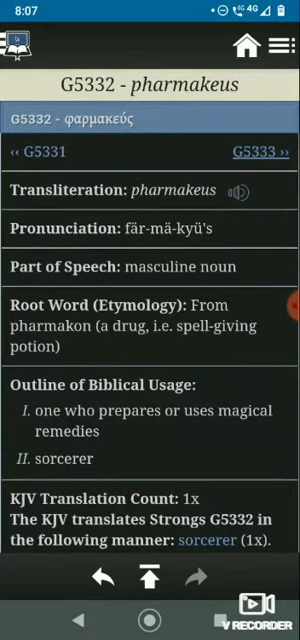 8:07
4G 4G
G5332 - pharmakeus
G5332 - φαρμακεύς
‹‹ G5331 G5333 ››
Transliteration: pharmakeus
Pronunciation: fär-mä-kyü's
Part of Speech: masculine noun
Root Word (Etymology): From
pharmakon (a drug, i.e. spell-giving
potion)
Outline of Biblical Usage:
I. one who prepares or uses magical
remedies
II. sorcerer
KJV Translation Count: 1x
The KJV translates Strongs G5332 in
the following manner: sorcerer (1x).
V RECORDER